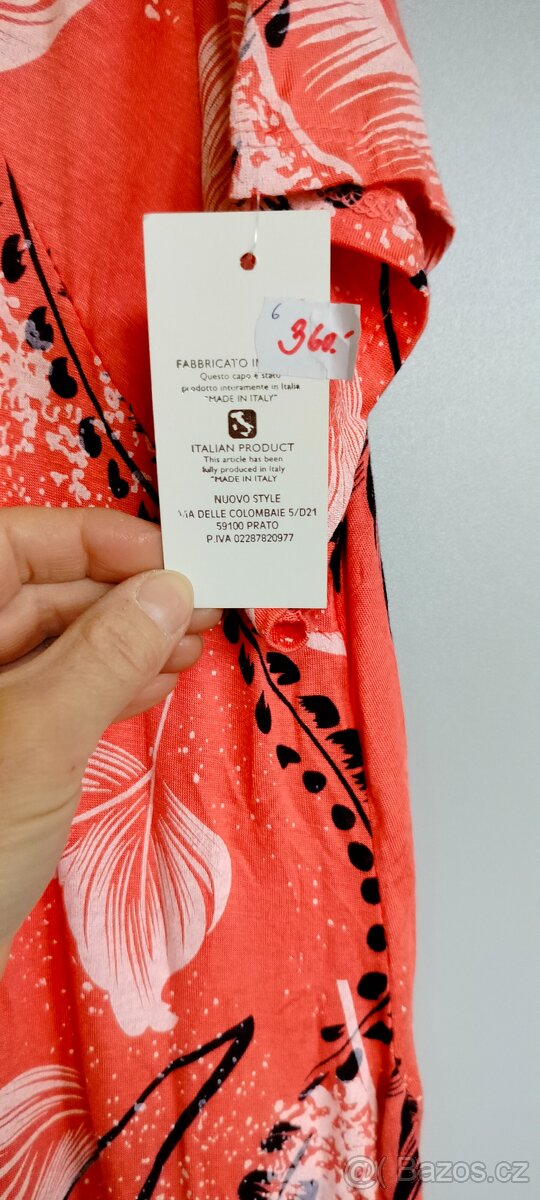 6
360.-
FABBRICATO IN
Questo capo è stato
prodotto interamente in Italia
"MADE IN ITALY"
ITALIAN PRODUCT
This article has been
fully produced in Italy
"MADE IN ITALY
NUOVO STYLE
VIA DELLE COLOMBAIE 5/D21
59100 PRATO
P.IVA 02287820977
@ Bazos.cz